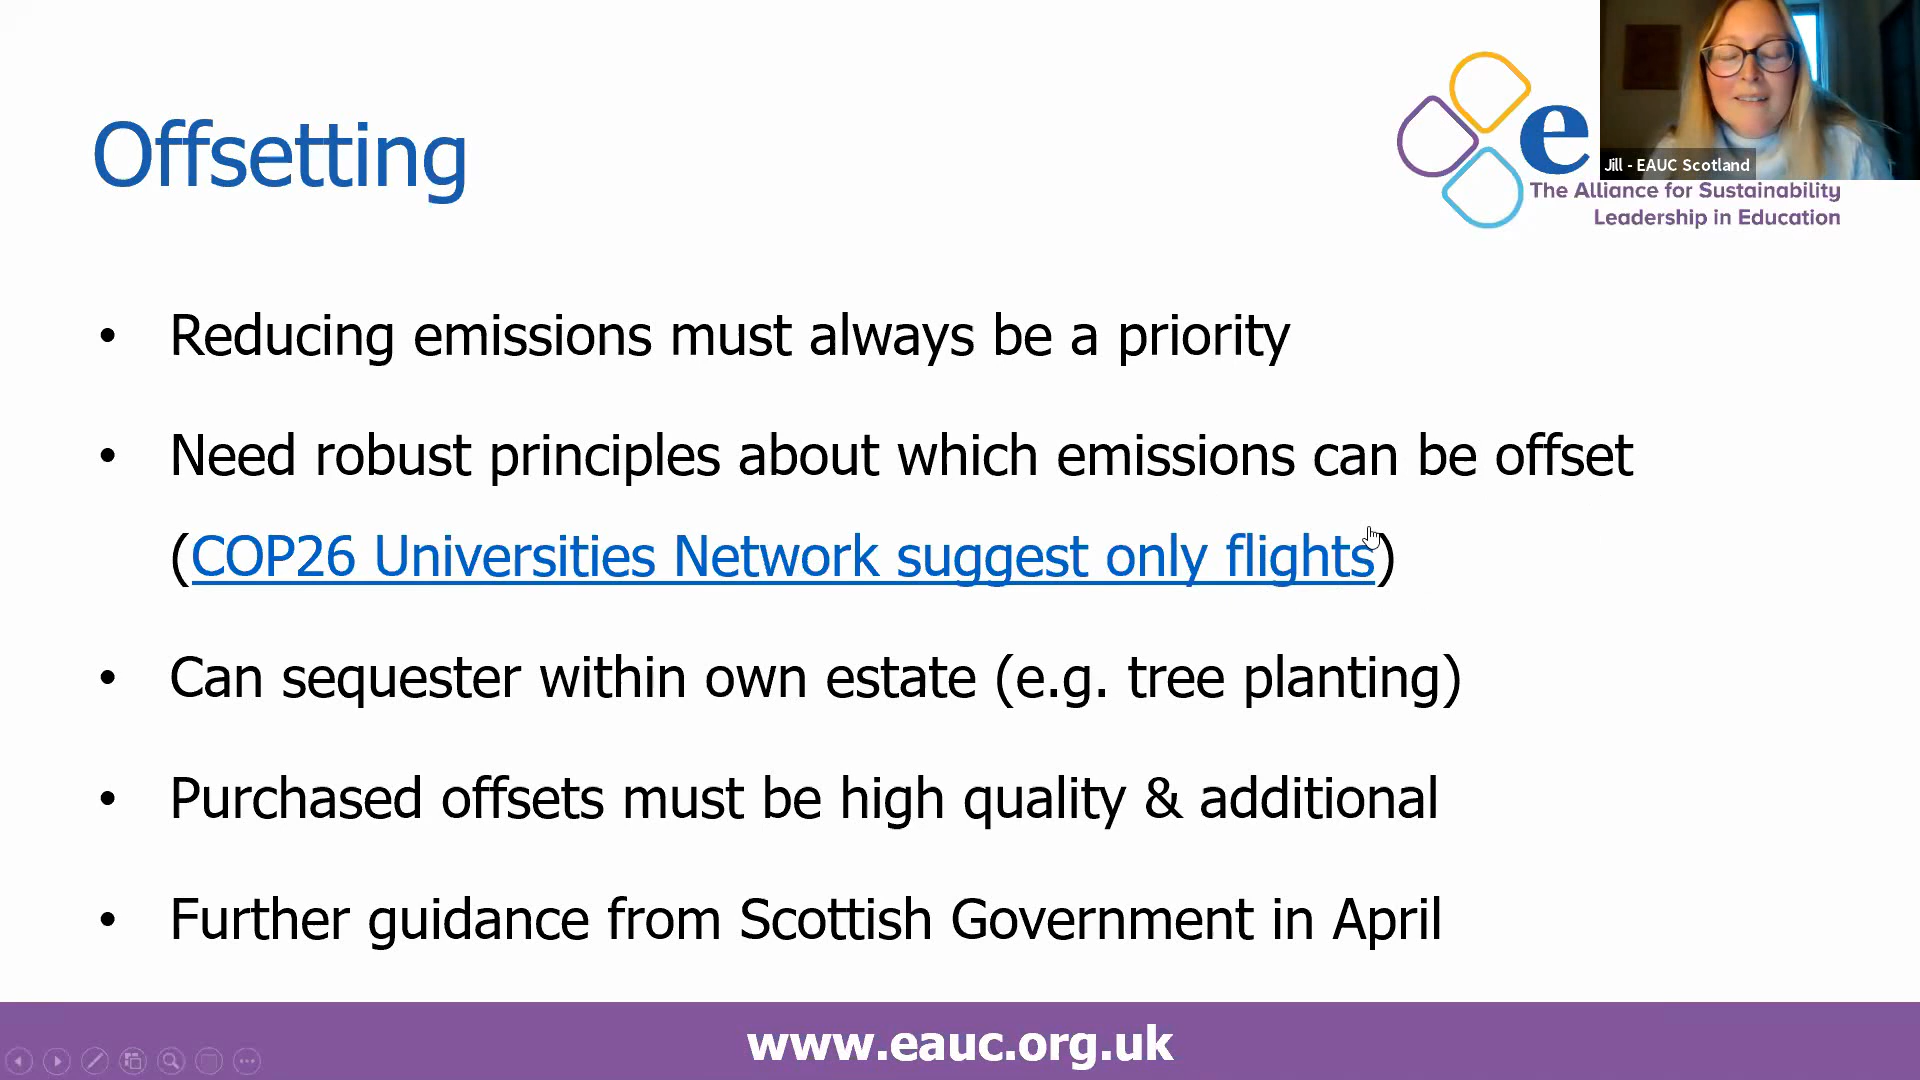 Offsetting
e
Jill - EAUC Scotland
The Alliance for Sustainability
Leadership in Education
• Reducing emissions must always be a priority
• Need robust principles about which emissions can be offset
(COP26 Universities Network suggest only flights)
• Can sequester within own estate (e.g. tree planting)
• Purchased offsets must be high quality & additional
• Further guidance from Scottish Government in April
www.eauc.org.uk